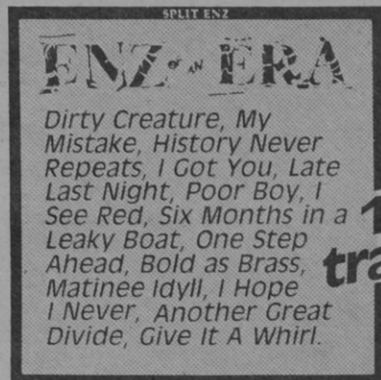 SPLIT ENZ
ENZ OF AN ERA
Dirty Creature, My
Mistake, History Never
Repeats, I Got You, Late
Last Night, Poor Boy, I
See Red, Six Months in a
Leaky Boat, One Step
Ahead, Bold as Brass,
Matinee Idyll, I Hope
I Never, Another Great
Divide, Give It A Whirl.